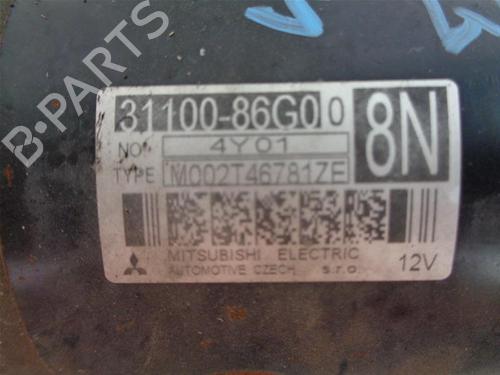 31100-86G00
8N
NO. 4Y01
TYPE M002T46781ZE
MITSUBISHI ELECTRIC
AUTOMOTIVE CZECH s.r.o.
12V
B-PARTS